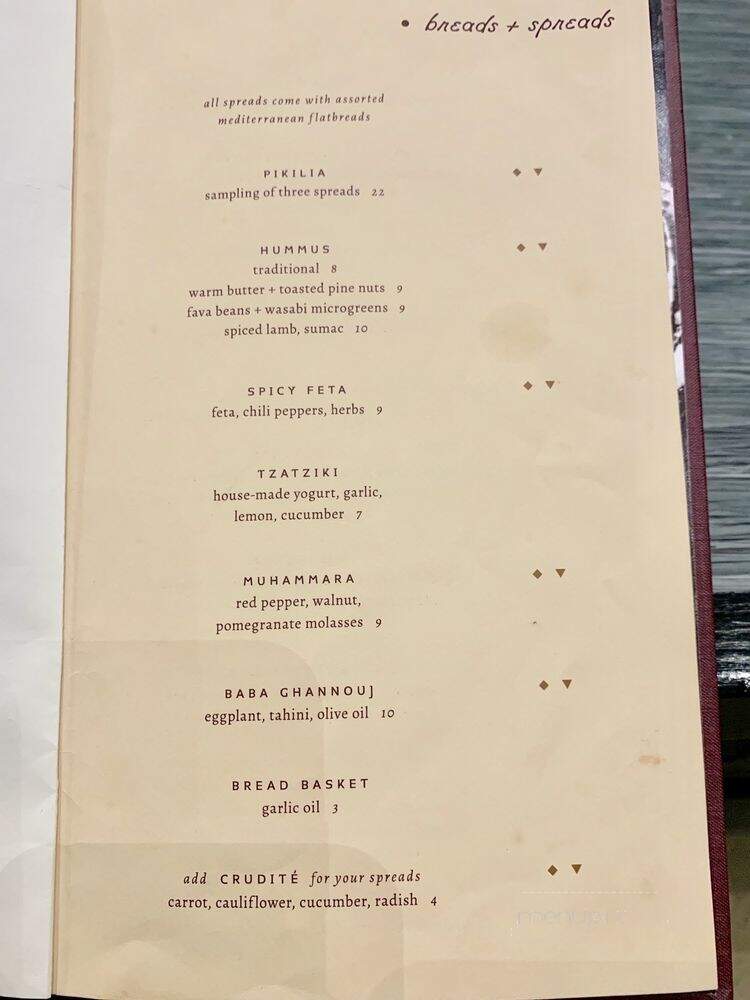 • breads + spreads
all spreads come with assorted
mediterranean flatbreads
PIKILIA ◆ ▼
sampling of three spreads 22
HUMMUS ◆ ▼
traditional 8
warm butter + toasted pine nuts 9
fava beans + wasabi microgreens 9
spiced lamb, sumac 10
SPICY FETA ◆ ▼
feta, chili peppers, herbs 9
TZATZIKI
house-made yogurt, garlic,
lemon, cucumber 7
MUHAMMARA ◆ ▼
red pepper, walnut,
pomegranate molasses 9
BABA GHANNOUJ ◆ ▼
eggplant, tahini, olive oil 10
BREAD BASKET
garlic oil 3
add CRUDITÉ for your spreads ◆ ▼
carrot, cauliflower, cucumber, radish 4